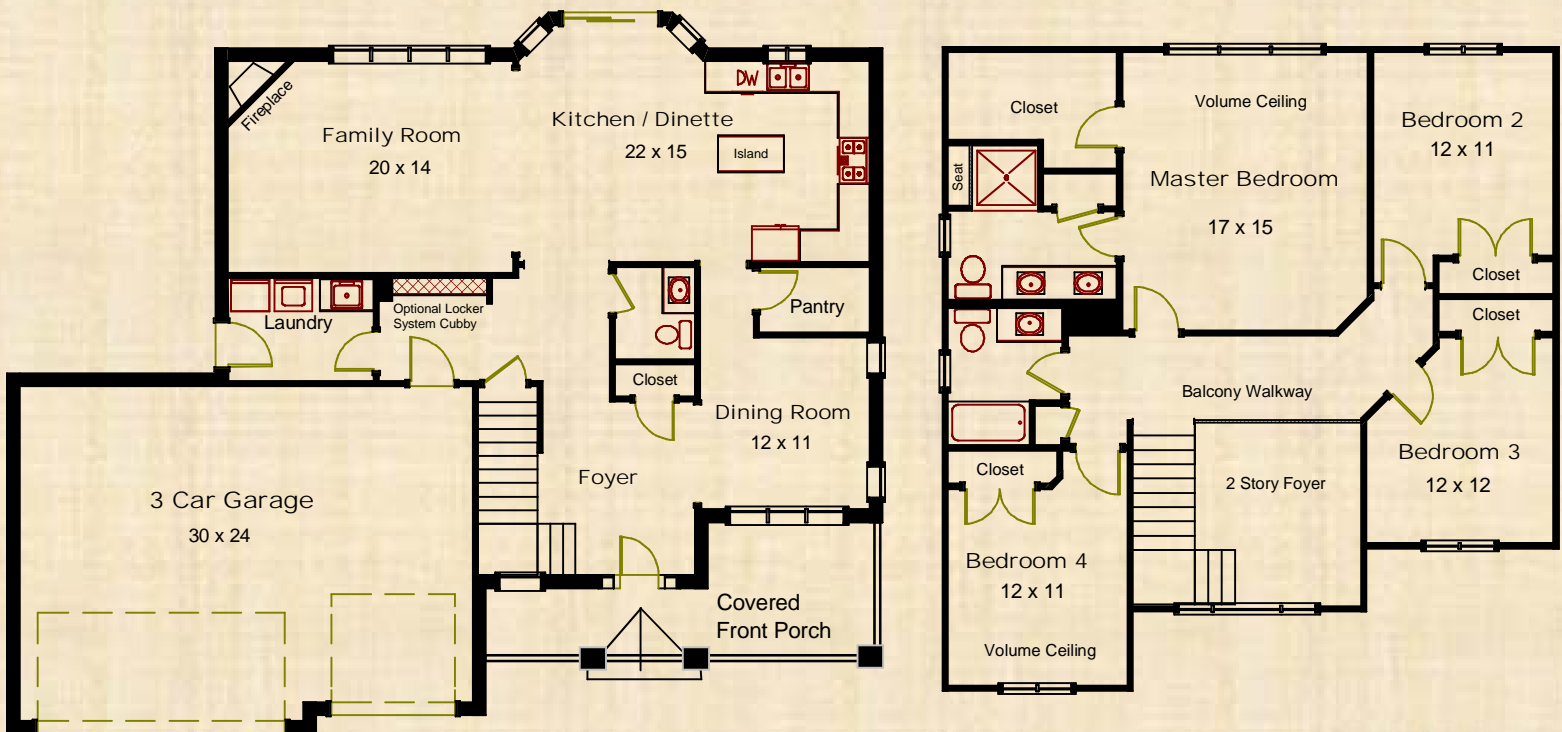 Fireplace
Family Room
20 x 14
Kitchen / Dinette
22 x 15
DW
Island
Laundry
Optional Locker
System Cubby
Pantry
Closet
Dining Room
12 x 11
Foyer
3 Car Garage
30 x 24
Covered
Front Porch
Closet
Volume Ceiling
Master Bedroom
17 x 15
Seat
Bedroom 2
12 x 11
Closet
Closet
Balcony Walkway
Bedroom 3
12 x 12
2 Story Foyer
Closet
Bedroom 4
12 x 11
Volume Ceiling